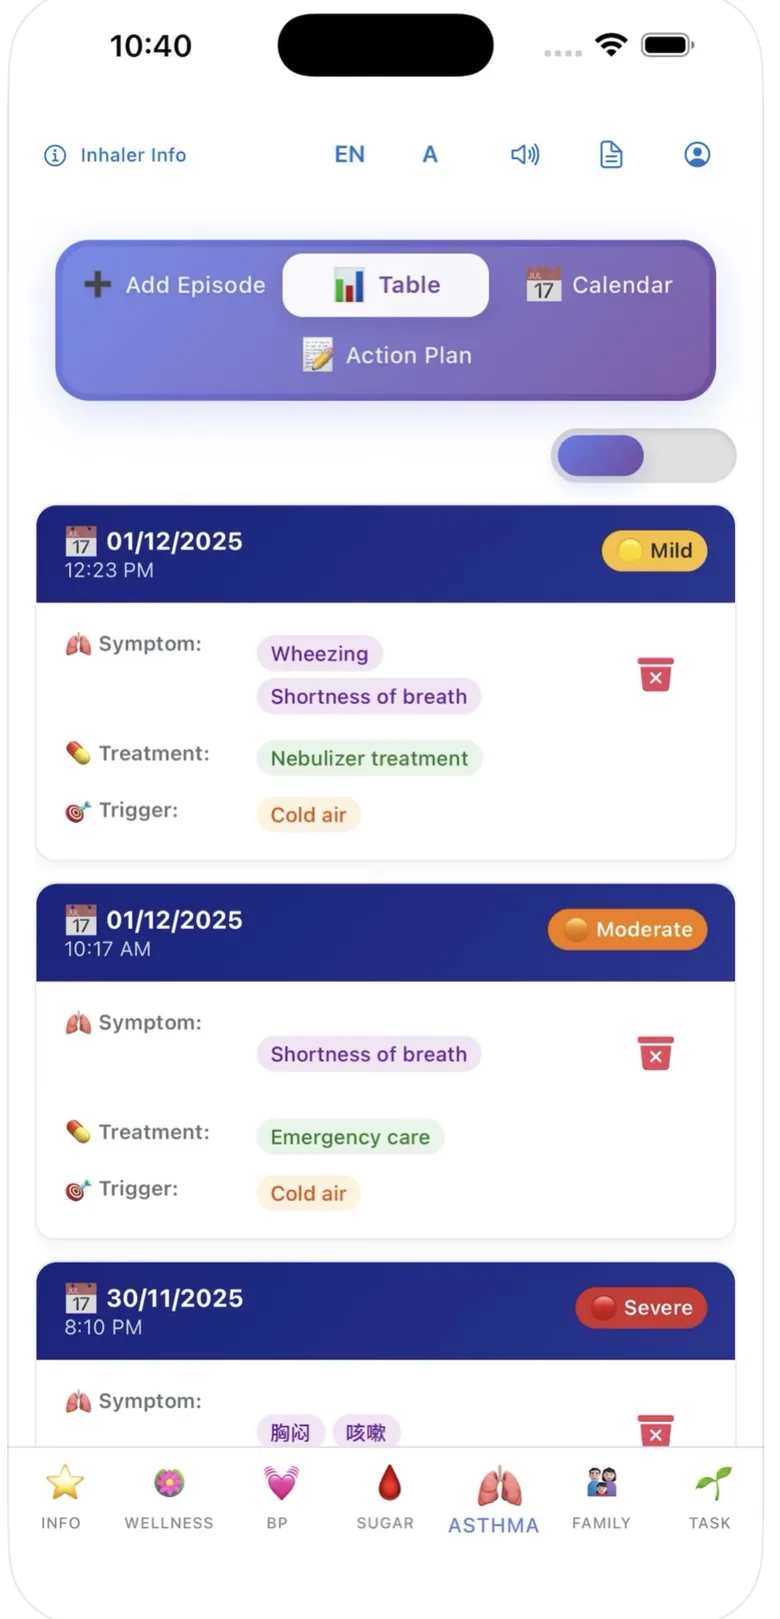 10:40
Inhaler Info EN A
Add Episode Table Calendar
Action Plan
01/12/2025
12:23 PM
Mild
Symptom: Wheezing
Shortness of breath
Treatment: Nebulizer treatment
Trigger: Cold air
01/12/2025
10:17 AM
Moderate
Symptom:
Shortness of breath
Treatment: Emergency care
Trigger: Cold air
30/11/2025
8:10 PM
Severe
Symptom:
胸闷 咳嗽
INFO WELLNESS BP SUGAR ASTHMA FAMILY TASK